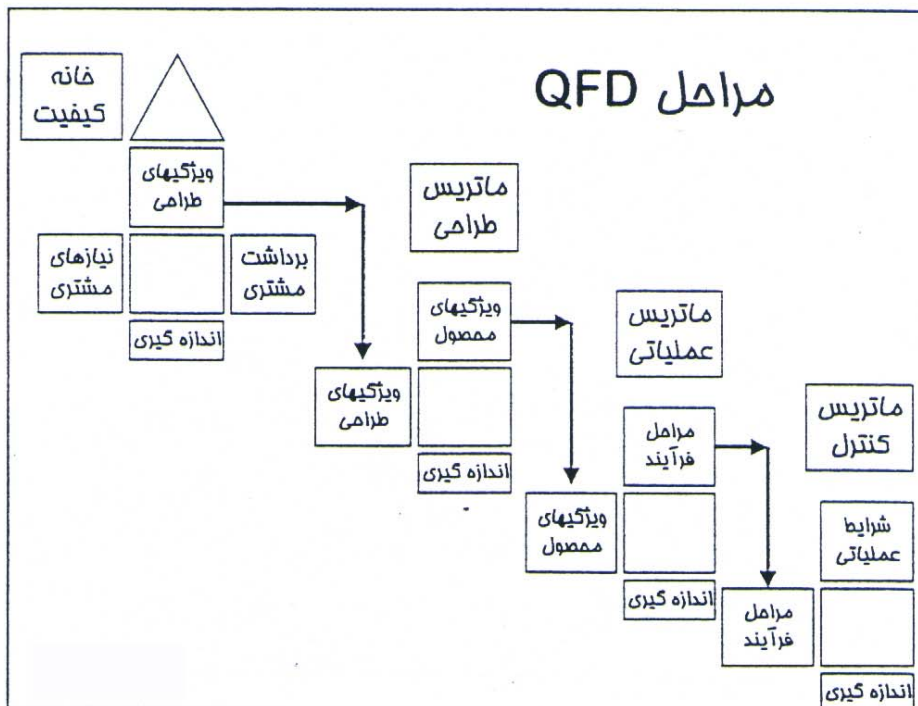 مراحل QFD
خانه
کیفیت
ویژگیهای
طراحی
نیازهای
مشتری
برداشت
مشتری
اندازه گیری
ماتریس
طراحی
ویژگیهای
محصول
ویژگیهای
طراحی
اندازه گیری
ماتریس
عملیاتی
مراحل
فرآیند
ویژگیهای
محصول
اندازه گیری
ماتریس
کنترل
شرایط
عملیاتی
مراحل
فرآیند
اندازه گیری